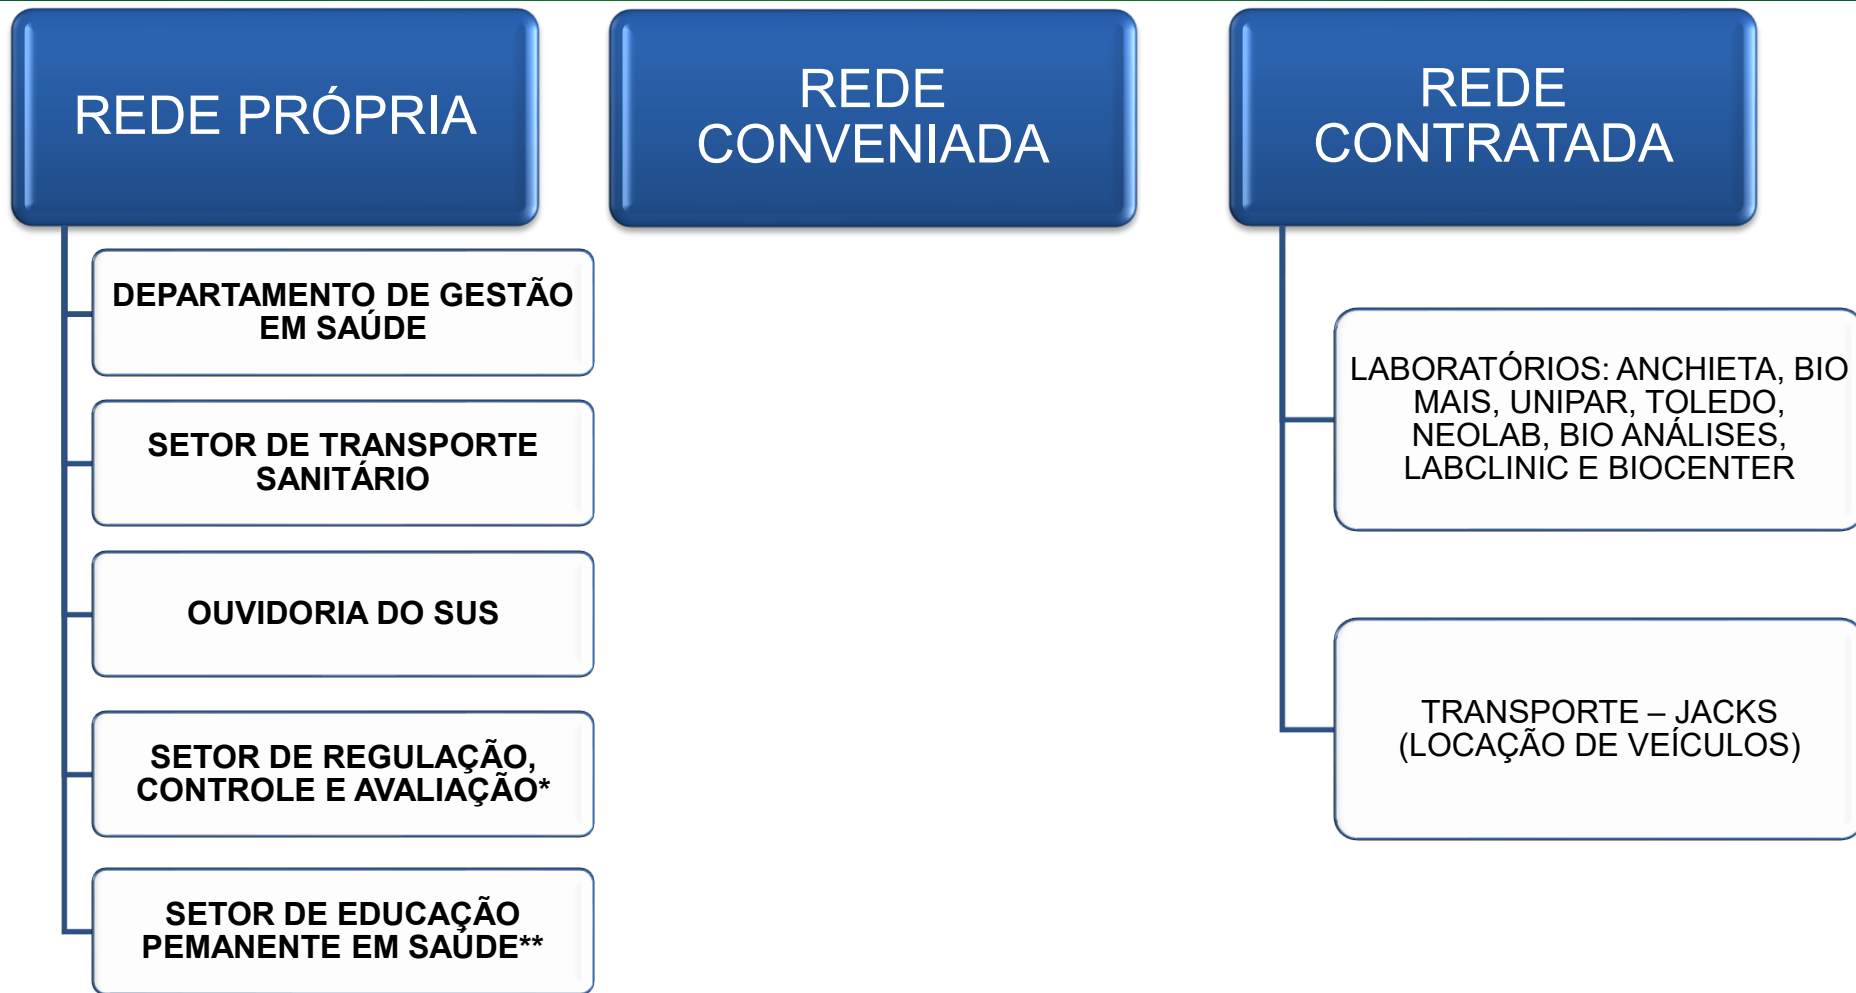 REDE PRÓPRIA
DEPARTAMENTO DE GESTÃO
EM SAÚDE
SETOR DE TRANSPORTE
SANITÁRIO
OUVIDORIA DO SUS
SETOR DE REGULAÇÃO,
CONTROLE E AVALIAÇÃO*
SETOR DE EDUCAÇÃO
PEMANENTE EM SAÚDE**
REDE
CONVENIADA
REDE
CONTRATADA
LABORATÓRIOS: ANCHIETA, BIO
MAIS, UNIPAR, TOLEDO,
NEOLAB, BIO ANÁLISES,
LABCLINIC E BIOCENTER
TRANSPORTE – JACKS
(LOCAÇÃO DE VEÍCULOS)